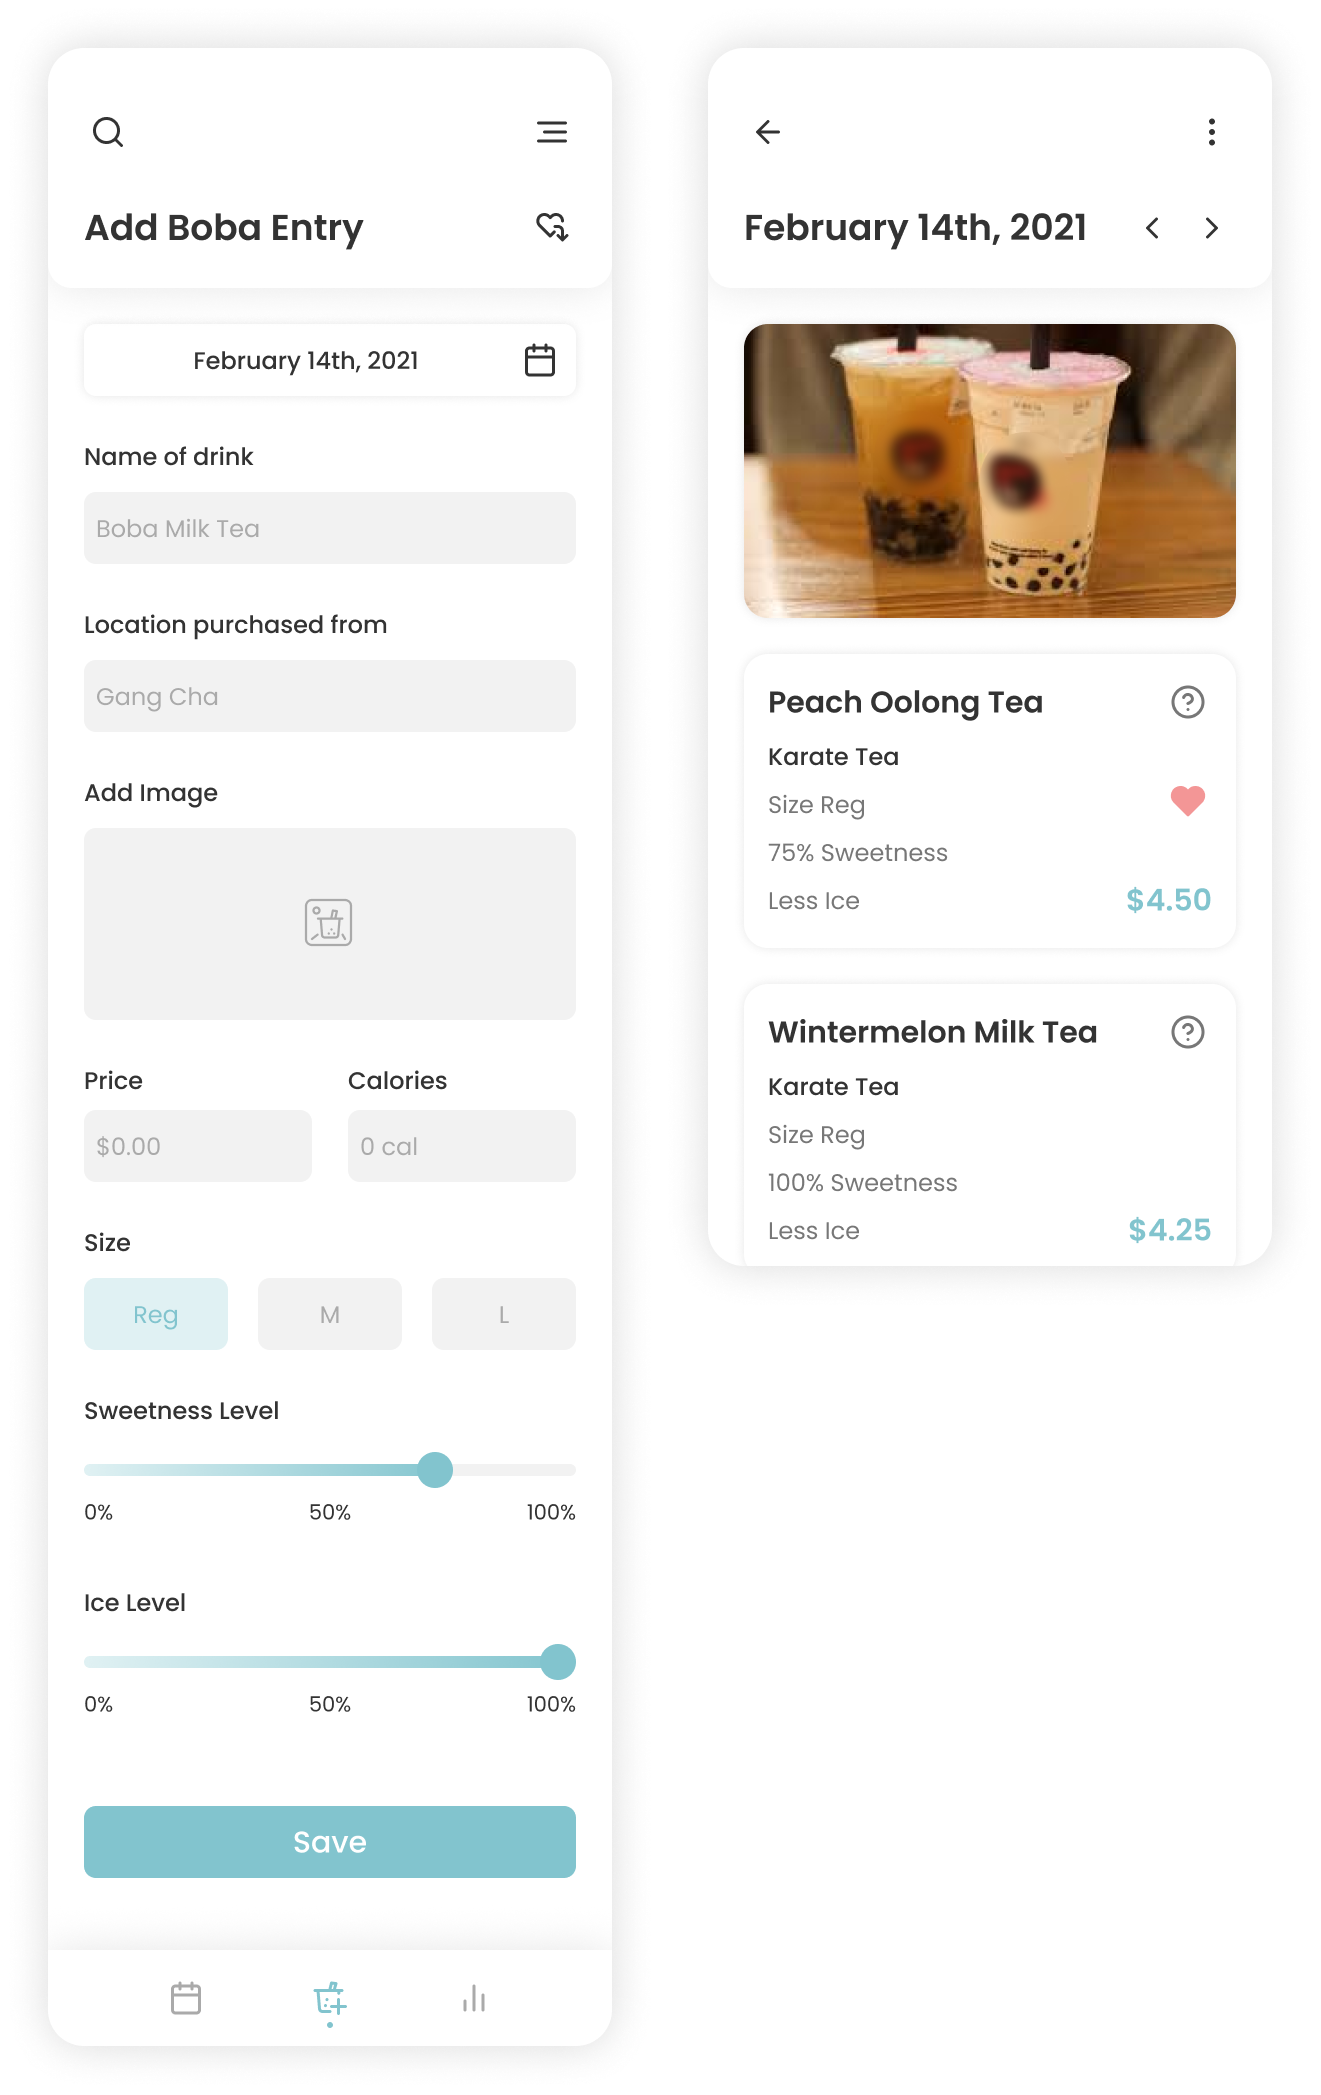 Add Boba Entry
February 14th, 2021
Name of drink
Boba Milk Tea
Location purchased from
Gang Cha
Add Image
Price Calories
$0.00 0 cal
Size
Reg M L
Sweetness Level
0% 50% 100%
Ice Level
0% 50% 100%
Save
February 14th, 2021
Peach Oolong Tea
Karate Tea
Size Reg
75% Sweetness
Less Ice $4.50
Wintermelon Milk Tea
Karate Tea
Size Reg
100% Sweetness
Less Ice $4.25